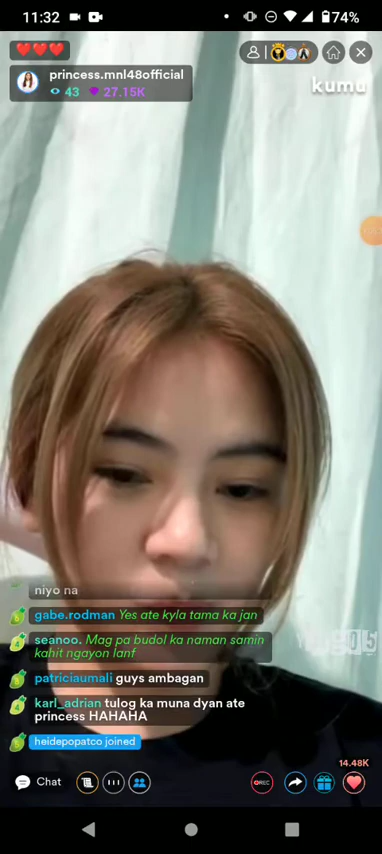 11:32
74%
princess.mnl48official
43 27.15K
kumu
niyo na
gabe.rodman Yes ate kyla tama ka jan
seanoo. Mag pa budol ka naman samin
kahit ngayon lanf
patriciaumali guys ambagan
karl_adrian tulog ka muna dyan ate
princess HAHAHA
heidepopatco joined
14.48K
Chat
REC